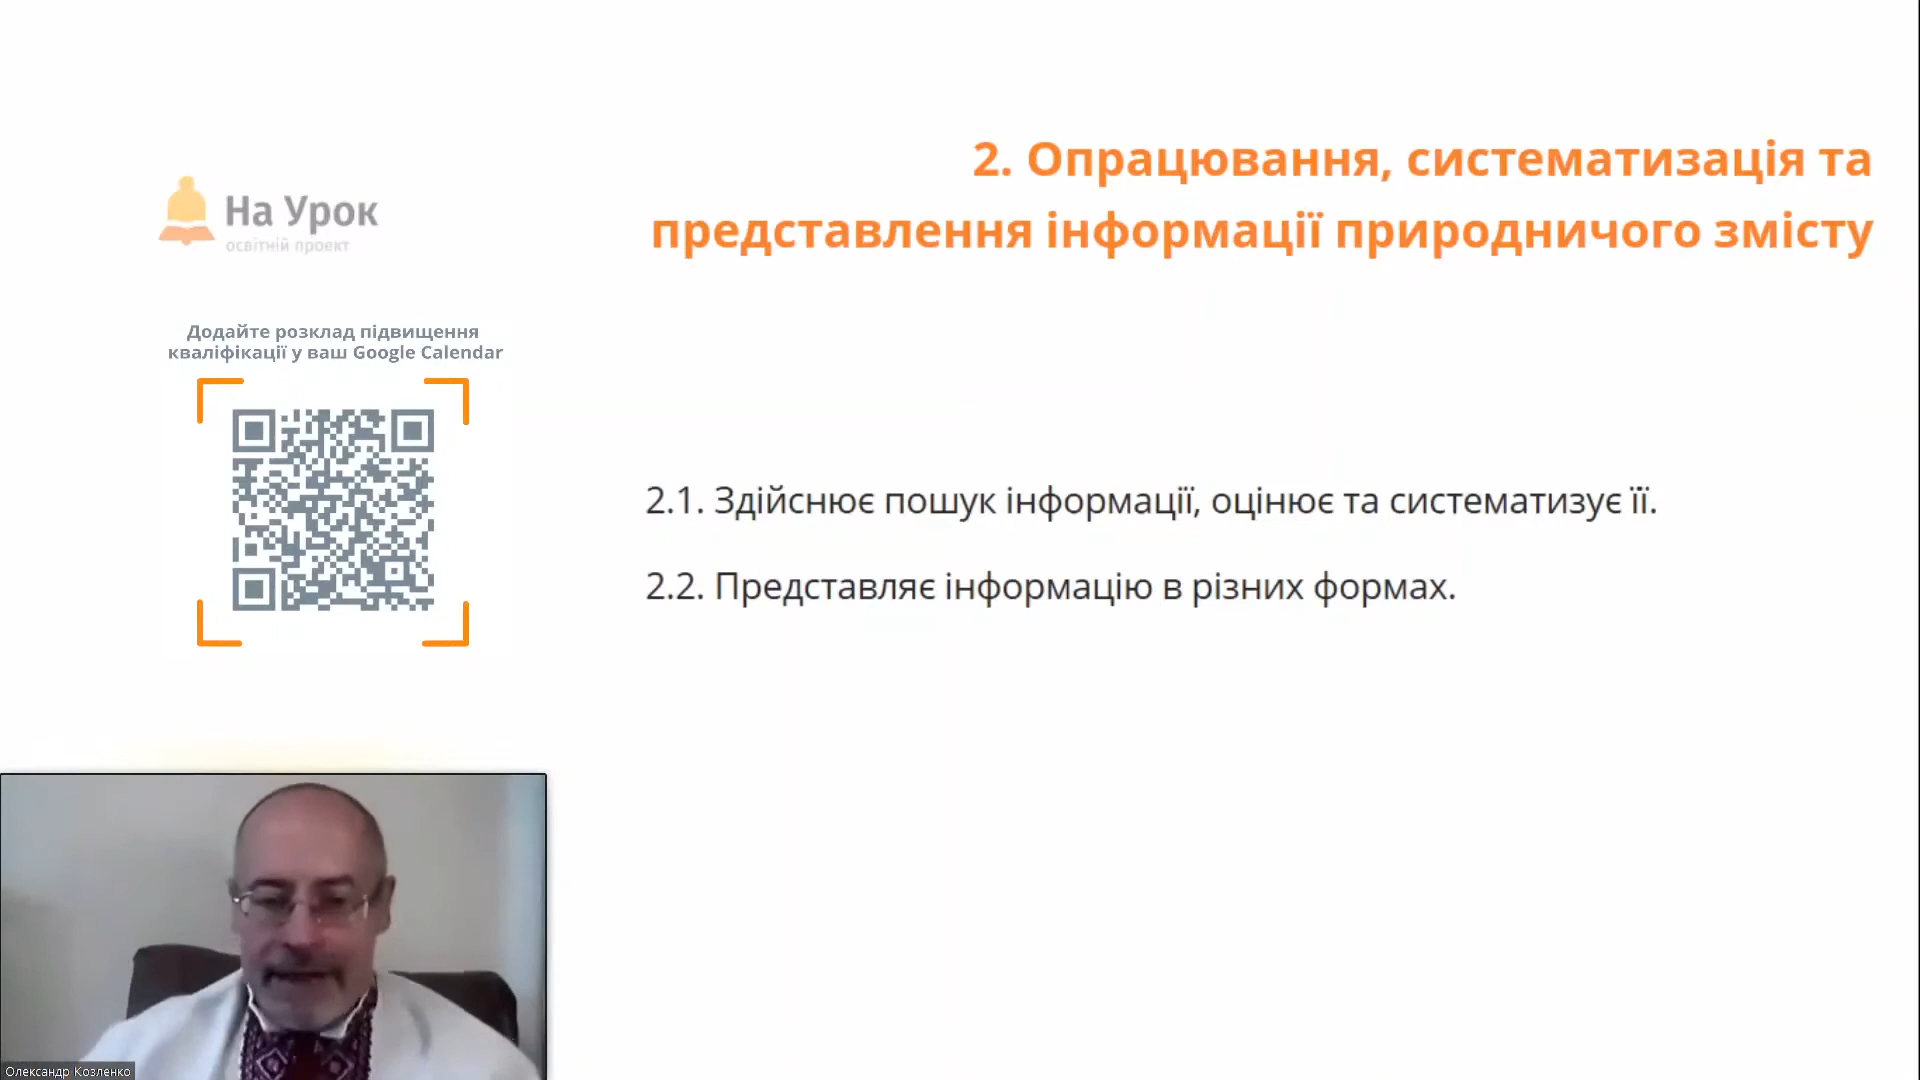 2. Опрацювання, систематизація та
представлення інформації природничого змісту
На Урок
освітній проект
Додайте розклад підвищення
кваліфікації у ваш Google Calendar
2.1. Здійснює пошук інформації, оцінює та систематизує її.
2.2. Представляє інформацію в різних формах.
Олександр Козленко